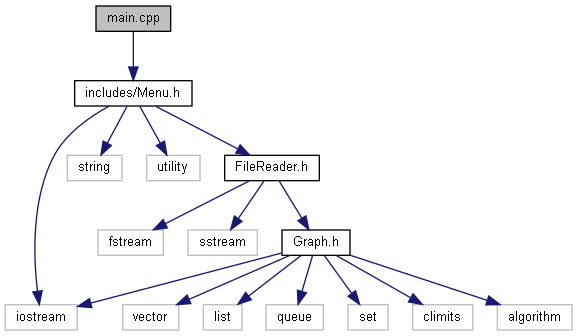 main.cpp
includes/Menu.h
string
utility
FileReader.h
fstream
sstream
Graph.h
iostream
vector
list
queue
set
climits
algorithm